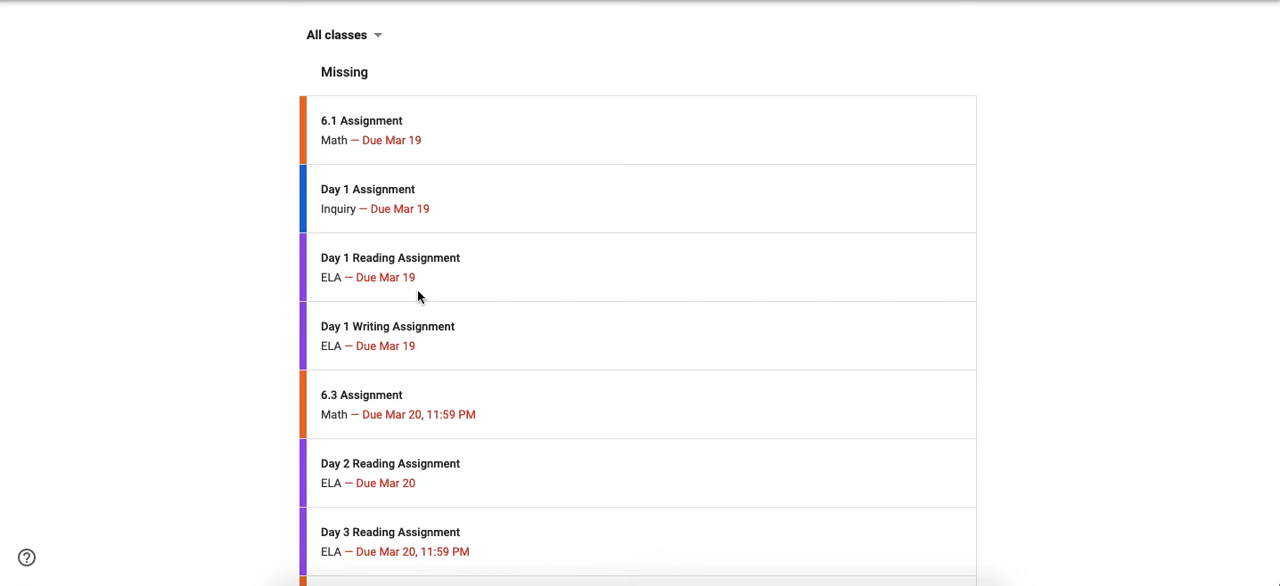 All classes
Missing
6.1 Assignment
Math — Due Mar 19
Day 1 Assignment
Inquiry — Due Mar 19
Day 1 Reading Assignment
ELA — Due Mar 19
Day 1 Writing Assignment
ELA — Due Mar 19
6.3 Assignment
Math — Due Mar 20, 11:59 PM
Day 2 Reading Assignment
ELA — Due Mar 20
Day 3 Reading Assignment
ELA — Due Mar 20, 11:59 PM
?